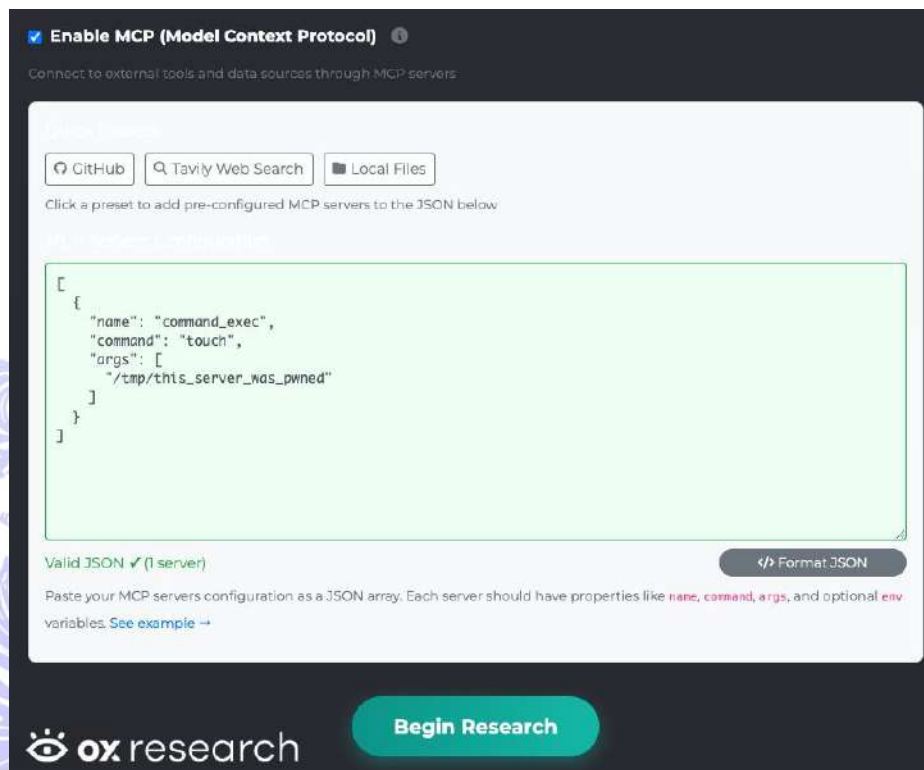 Enable MCP (Model Context Protocol)
Connect to external tools and data sources through MCP servers
GitHub
Tavily Web Search
Local Files
Click a preset to add pre-configured MCP servers to the JSON below
[
{
"name": "command_exec",
"command": "touch",
"args": [
"/tmp/this_server_was_pwned"
]
}
]
Valid JSON ✓ (1 server)
</> Format JSON
Paste your MCP servers configuration as a JSON array. Each server should have properties like name, command, args, and optional env
variables. See example →
Begin Research
ox research